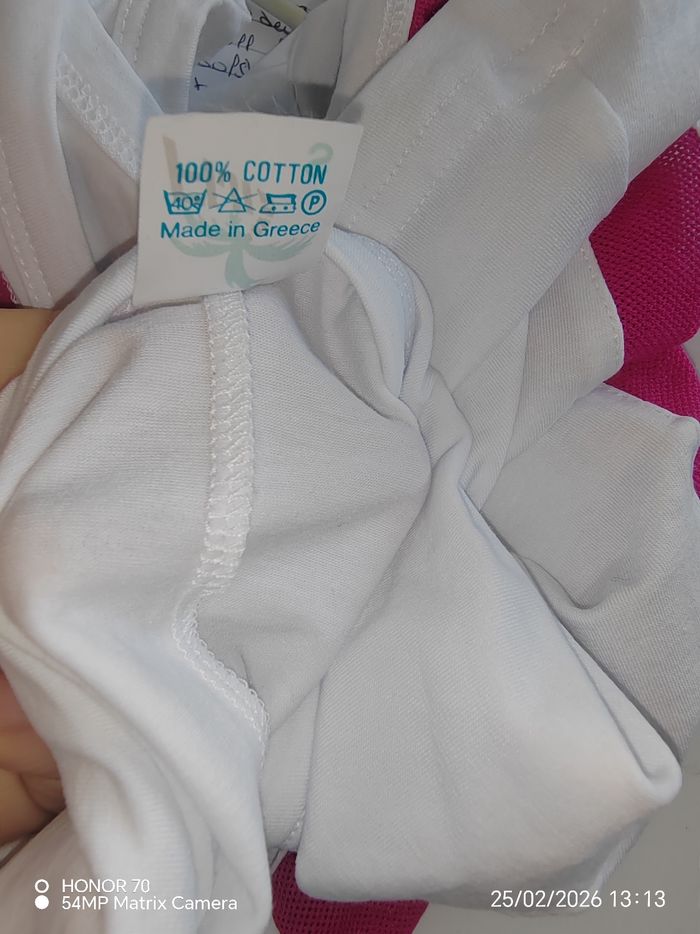 100% COTTON
40° P
Made in Greece
HONOR 70
54MP Matrix Camera
25/02/2026 13:13